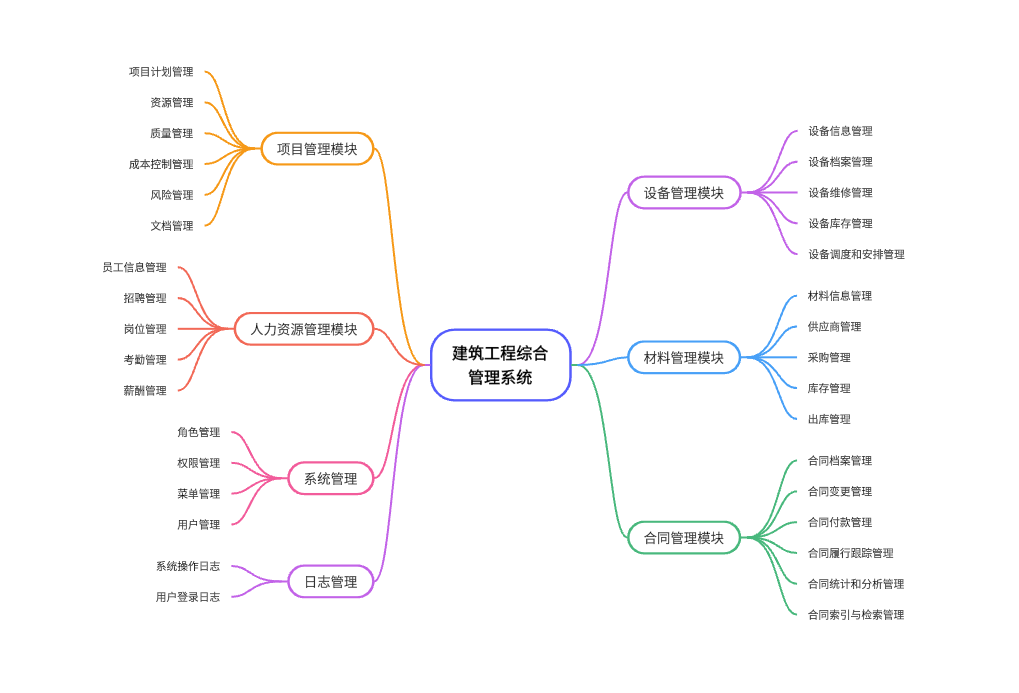 建筑工程综合
管理系统
项目管理模块
项目计划管理
资源管理
质量管理
成本控制管理
风险管理
文档管理
人力资源管理模块
员工信息管理
招聘管理
岗位管理
考勤管理
薪酬管理
系统管理
角色管理
权限管理
菜单管理
用户管理
日志管理
系统操作日志
用户登录日志
设备管理模块
设备信息管理
设备档案管理
设备维修管理
设备库存管理
设备调度和安排管理
材料管理模块
材料信息管理
供应商管理
采购管理
库存管理
出库管理
合同管理模块
合同档案管理
合同变更管理
合同付款管理
合同履行跟踪管理
合同统计和分析管理
合同索引与检索管理